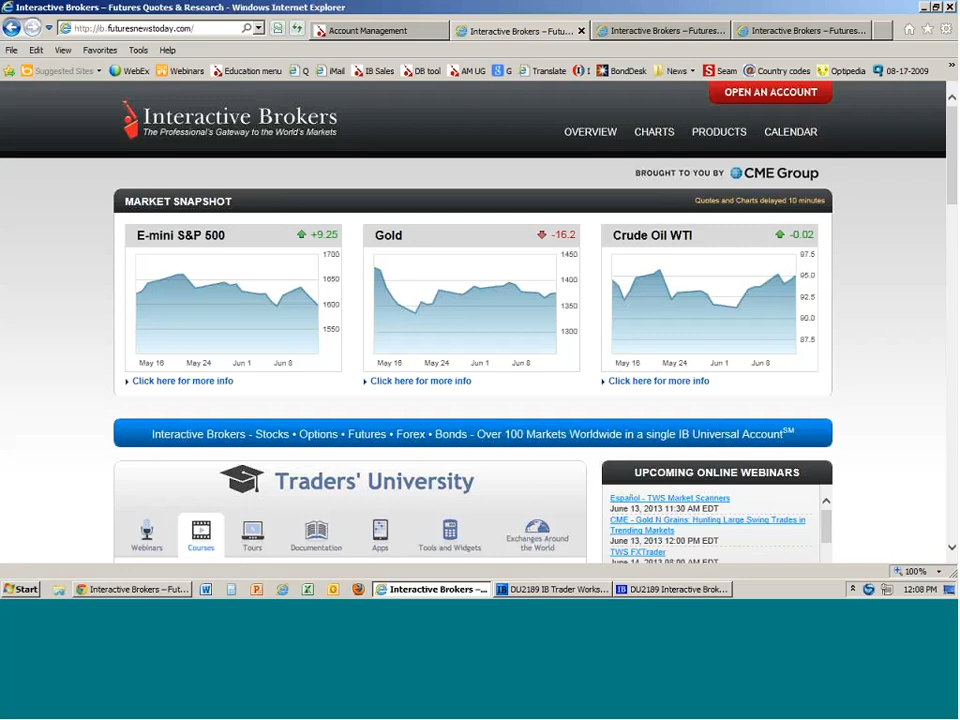 Interactive Brokers – Futures Quotes & Research - Windows Internet Explorer
http://ib.futuresnewstoday.com/
Account Management
Interactive Brokers – Futu...
Interactive Brokers – Futures...
Interactive Brokers – Futures...
File Edit View Favorites Tools Help
Suggested Sites WebEx Webinars Education menu Q iMail IB Sales DB tool AM UG G Translate I BondDesk News Seam Country codes Optipedia 08-17-2009
OPEN AN ACCOUNT
Interactive Brokers
The Professional's Gateway to the World's Markets
OVERVIEW CHARTS PRODUCTS CALENDAR
BROUGHT TO YOU BY CME Group
MARKET SNAPSHOT
Quotes and Charts delayed 10 minutes
E-mini S&P 500 +9.25
1700
1650
1600
1550
May 16 May 24 Jun 1 Jun 8
Click here for more info
Gold -16.2
1450
1400
1350
1300
May 16 May 24 Jun 1 Jun 8
Click here for more info
Crude Oil WTI -0.02
97.5
95.0
92.5
90.0
87.5
May 16 May 24 Jun 1 Jun 8
Click here for more info
Interactive Brokers - Stocks • Options • Futures • Forex • Bonds - Over 100 Markets Worldwide in a single IB Universal Account℠
Traders' University
Webinars
Courses
Tours
Documentation
Apps
Tools and Widgets
Exchanges Around
the World
UPCOMING ONLINE WEBINARS
Español - TWS Market Scanners
June 13, 2013 11:30 AM EDT
CME - Gold N Grains: Hunting Large Swing Trades in
Trending Markets
June 13, 2013 12:00 PM EDT
TWS FXTrader
June 14, 2013 08:00 AM EDT
100%
Start
Interactive Brokers – Fut...
Interactive Brokers –...
DU2189 IB Trader Works...
DU2189 Interactive Brok...
12:08 PM